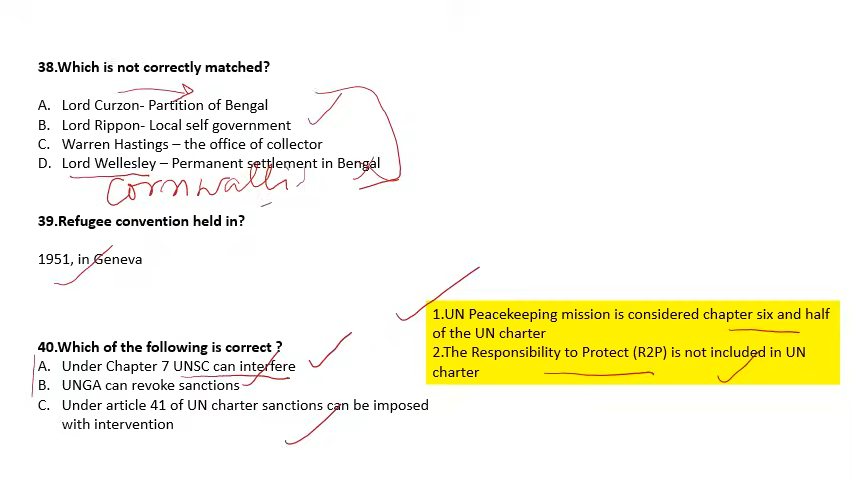 38.Which is not correctly matched?
A. Lord Curzon- Partition of Bengal
B. Lord Rippon- Local self government
C. Warren Hastings – the office of collector
D. Lord Wellesley – Permanent settlement in Bengal
Cornwallis
39.Refugee convention held in?
1951, in Geneva
40.Which of the following is correct ?
A. Under Chapter 7 UNSC can interfere
B. UNGA can revoke sanctions
C. Under article 41 of UN charter sanctions can be imposed
with intervention
1.UN Peacekeeping mission is considered chapter six and half
of the UN charter
2.The Responsibility to Protect (R2P) is not included in UN
charter